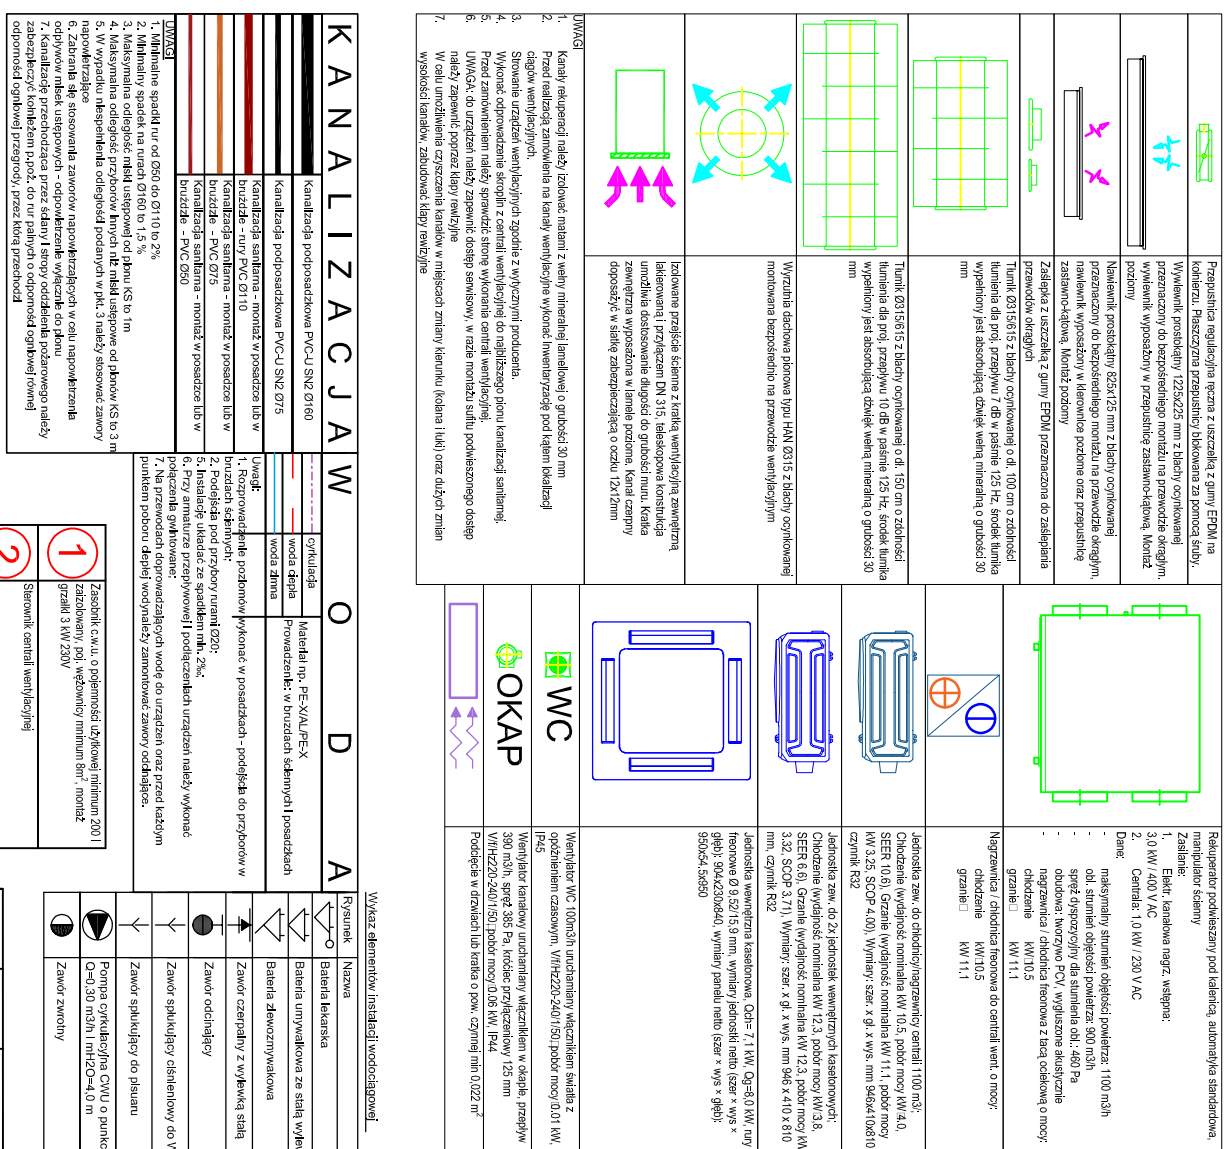 Przepustnica regulacyjna ręczna z uszczelką z gumy EPDM na
kołnierzu. Płaszczyzna przepustnicy blokowana za pomocą śruby.
Wywiewnik prostokątny 1225x225 mm z blachy ocynkowanej
przeznaczony do bezpośredniego montażu na przewodzie okrągłym.
wywiewnik wyposażony w przepustnicę zastawno-kątową. Montaż
poziomy
Nawiewnik prostokątny 825x125 mm z blachy ocynkowanej
przeznaczony do bezpośredniego montażu na przewodzie okrągłym,
nawiewnik wyposażony w kierownice poziome oraz przepustnicę
zastawno-kątową. Montaż poziomy
Zaślepka z uszczelką z gumy EPDM przeznaczona do zaślepiania
przewodów okrągłych
Tłumik Ø315/615 z blachy ocynkowanej o dł. 100 cm o zdolności
tłumienia dla proj. przepływu 7 dB w paśmie 125 Hz, środek tłumika
wypełniony jest absorbującą dźwięk wełną mineralną o grubości 30
mm
Tłumik Ø315/615 z blachy ocynkowanej o dł. 150 cm o zdolności
tłumienia dla proj. przepływu 10 dB w paśmie 125 Hz, środek tłumika
wypełniony jest absorbującą dźwięk wełną mineralną o grubości 30
mm
Wyrzutnia dachowa pionowa typu HAN Ø315 z blachy ocynkowanej
montowana bezpośrednio na przewodzie wentylacyjnym
Izolowane przejście ścienne z kratką wentylacyjną zewnętrzną
lakierowaną i przyłączem DN 315, teleskopowa konstrukcja
umożliwia dostosowanie długości do grubości muru. Kratka
zewnętrzna wyposażona w lamele poziome. Kanał czerpny
doposażyć w siatkę zabezpieczającą o oczku 12x12mm
UWAGI
1. Kanały rekuperacji należy izolować matami z wełny mineralnej lamellowej o grubości 30 mm
2. Przed realizacją zamówienia na kanały wentylacyjne wykonać inwentaryzację pod kątem lokalizacji
ciągów wentylacyjnych.
3. Strowanie urządzeń wentylacyjnych zgodnie z wytycznymi producenta.
4. Wykonać odprowadzenie skroplin z centrali wentylacyjnej do najbliższego pionu kanalizacji sanitarnej.
5. Przed zamówieniem należy sprawdzić stronę wykonania centrali wentylacyjnej.
6. UWAGA: do urządzeń należy zapewnić dostęp serwisowy, w razie montażu sufitu podwieszonego dostęp
należy zapewnić poprzez klapy rewizyjne
7. W celu umożliwienia czyszczenia kanałów w miejscach zmiany kierunku (kolana i łuki) oraz dużych zmian
wysokości kanałów, zabudować klapy rewizyjne
Rekuperator podwieszany pod kalenicą, automatyka standardowa,
manipulator ścienny
Zasilanie:
1. Elektr. kanałowa nagrz. wstępna:
3,0 kW / 400 V AC
2. Centrala: 1,0 kW / 230 V AC
Dane:
- maksymalny strumień objętości powietrza: 1100 m3/h
- obl. strumień objętości powietrza: 900 m3/h
- spręż dyspozycyjny dla stumienia obl.: 460 Pa
- obudowa: tworzywo PCV, wygłuszone akustycznie
- nagrzewnica / chłodnica freonowa z tacą ociekową o mocy:
- chłodzenie kW 10,5
grzanie kW 11,1
Nagrzewnica / chłodnica freonowa do centrali went. o mocy:
chłodzenie kW 10,5
grzanie kW 11,1
Jednostka zew. do chłodnicy/nagrzewnicy centrali 1100 m3/;
Chłodzenie (wydajność nominalna kW 10.5, pobór mocy kW 4.0,
SEER 10.6), Grzanie (wydajność nominalna kW 11.1, pobór mocy
kW 3.25, SCOP 4.00), Wymiary: szer. x gł. x wys. mm 946x410x810
czynnik R32
Jednostka zew. do 2x jednostek wewnętrznych kasetonowych;
Chłodzenie (wydajność nominalna kW 12.3, pobór mocy kW 3.8,
SEER 6.6), Grzanie (wydajność nominalna kW 12.3, pobór mocy kW
3.32, SCOP 3.71), Wymiary: szer. x gł. x wys. mm 946 x 410 x 810
mm, czynnik R32
Jednostka wewnętrzna kasetonowa, Qch= 7,1 kW, Qg=8,0 kW, rury
freonowe Ø 9,52/15,9 mm, wymiary jednostki netto (szer × wys ×
głęb): 904x230x840, wymiary panelu netto (szer × wys × głęb):
950x54,5x950
WC
Wentylator WC 100m3/h uruchamiany włącznikiem światła z
opóźnieniem czasowym, V/f/Hz220-240/1/50 pobór mocy 0.01 kW,
IP45
OKAP
Wentylator kanałowy uruchamiany włącznikiem w okapie, przepływ
390 m3/h, spręż 385 Pa, króciec przyłączeniowy 125 mm
V/f/Hz220-240/1/50 pobór mocy 0.06 kW, IP44
Podcięcie w drzwiach lub kratka o pow. czynnej min 0,022 m²
KANALIZACJA
Kanalizacja podposadzkowa PVC-U SN2 Ø160
Kanalizacja podposadzkowa PVC-U SN2 Ø75
Kanalizacja sanitarna - montaż w posadzce lub w
bruździe - rury PVC Ø110
Kanalizacja sanitarna - montaż w posadzce lub w
bruździe - PVC Ø75
Kanalizacja sanitarna - montaż w posadzce lub w
bruździe - PVC Ø50
UWAGI
1. Minimalne spadki rur od Ø50 do Ø110 to 2%
2. Minimalny spadek na rurach Ø160 to 1,5 %
3. Maksymalna odległość miski ustępowej od pionu KS to 1m
4. Maksymalna odległość przyborów innych niż miski ustępowe od pionów KS to 3 m
5. W wypadku niespełnienia odległości podanych w pkt. 3 należy stosować zawory
napowietrzające
6. Zabrania się stosowania zaworów napowietrzających w celu napowietrzenia
odpływów misek ustępowych - odpowietrzenie wyłącznie do pionu
7. Kanalizację przechodzącą przez ściany i stropy oddzielenia pożarowego należy
zabezpieczyć kołnierzem p.poż. do rur palnych o odporności ogniowej równej
odporności ogniowej przegrody, przez którą przechodzi
WODA
cyrkulacja
woda ciepła
woda zimna
Materiał np. PE-X/AL/PE-X
Prowadzenie: w bruzdach ściennych i posadzkach
Uwagi:
1. Rozprowadzenie poziomów wykonać w posadzkach - podejścia do przyborów w
bruzdach ściennych;
2. Podejścia pod przybory rurami Ø20;
5. Instalację układać ze spadkiem min. 2‰;
6. Przy armaturze przepływowej i podłączeniach urządzeń należy wykonać
połączenia gwintowane;
7. Na przewodach doprowadzających wodę do urządzeń oraz przed każdym
punktem poboru ciepłej wody należy zamontować zawory odcinające.
1
Zasobnik c.w.u. o pojemności użytkowej minimum 200 l
zaizolowany, poj. wężownicy minimum 8m², montaż
grzałki 3 kW 230V
2
Sterownik centrali wentylacyjnej
Wykaz elementów instalacji wodociągowej
Rysunek Nazwa
Bateria lekarska
Bateria umywalkowa ze stałą
Bateria zlewozmywakowa
Zawór czerpalny z wylewką stałą
Zawór odcinający
Zawór spłukujący ciśnieniowy do
Zawór spłukujący do pisuaru
Pompa cyrkulacyjna CWU o
Q=0,30 m3/h i mH2O=4,0 m
Zawór zwrotny